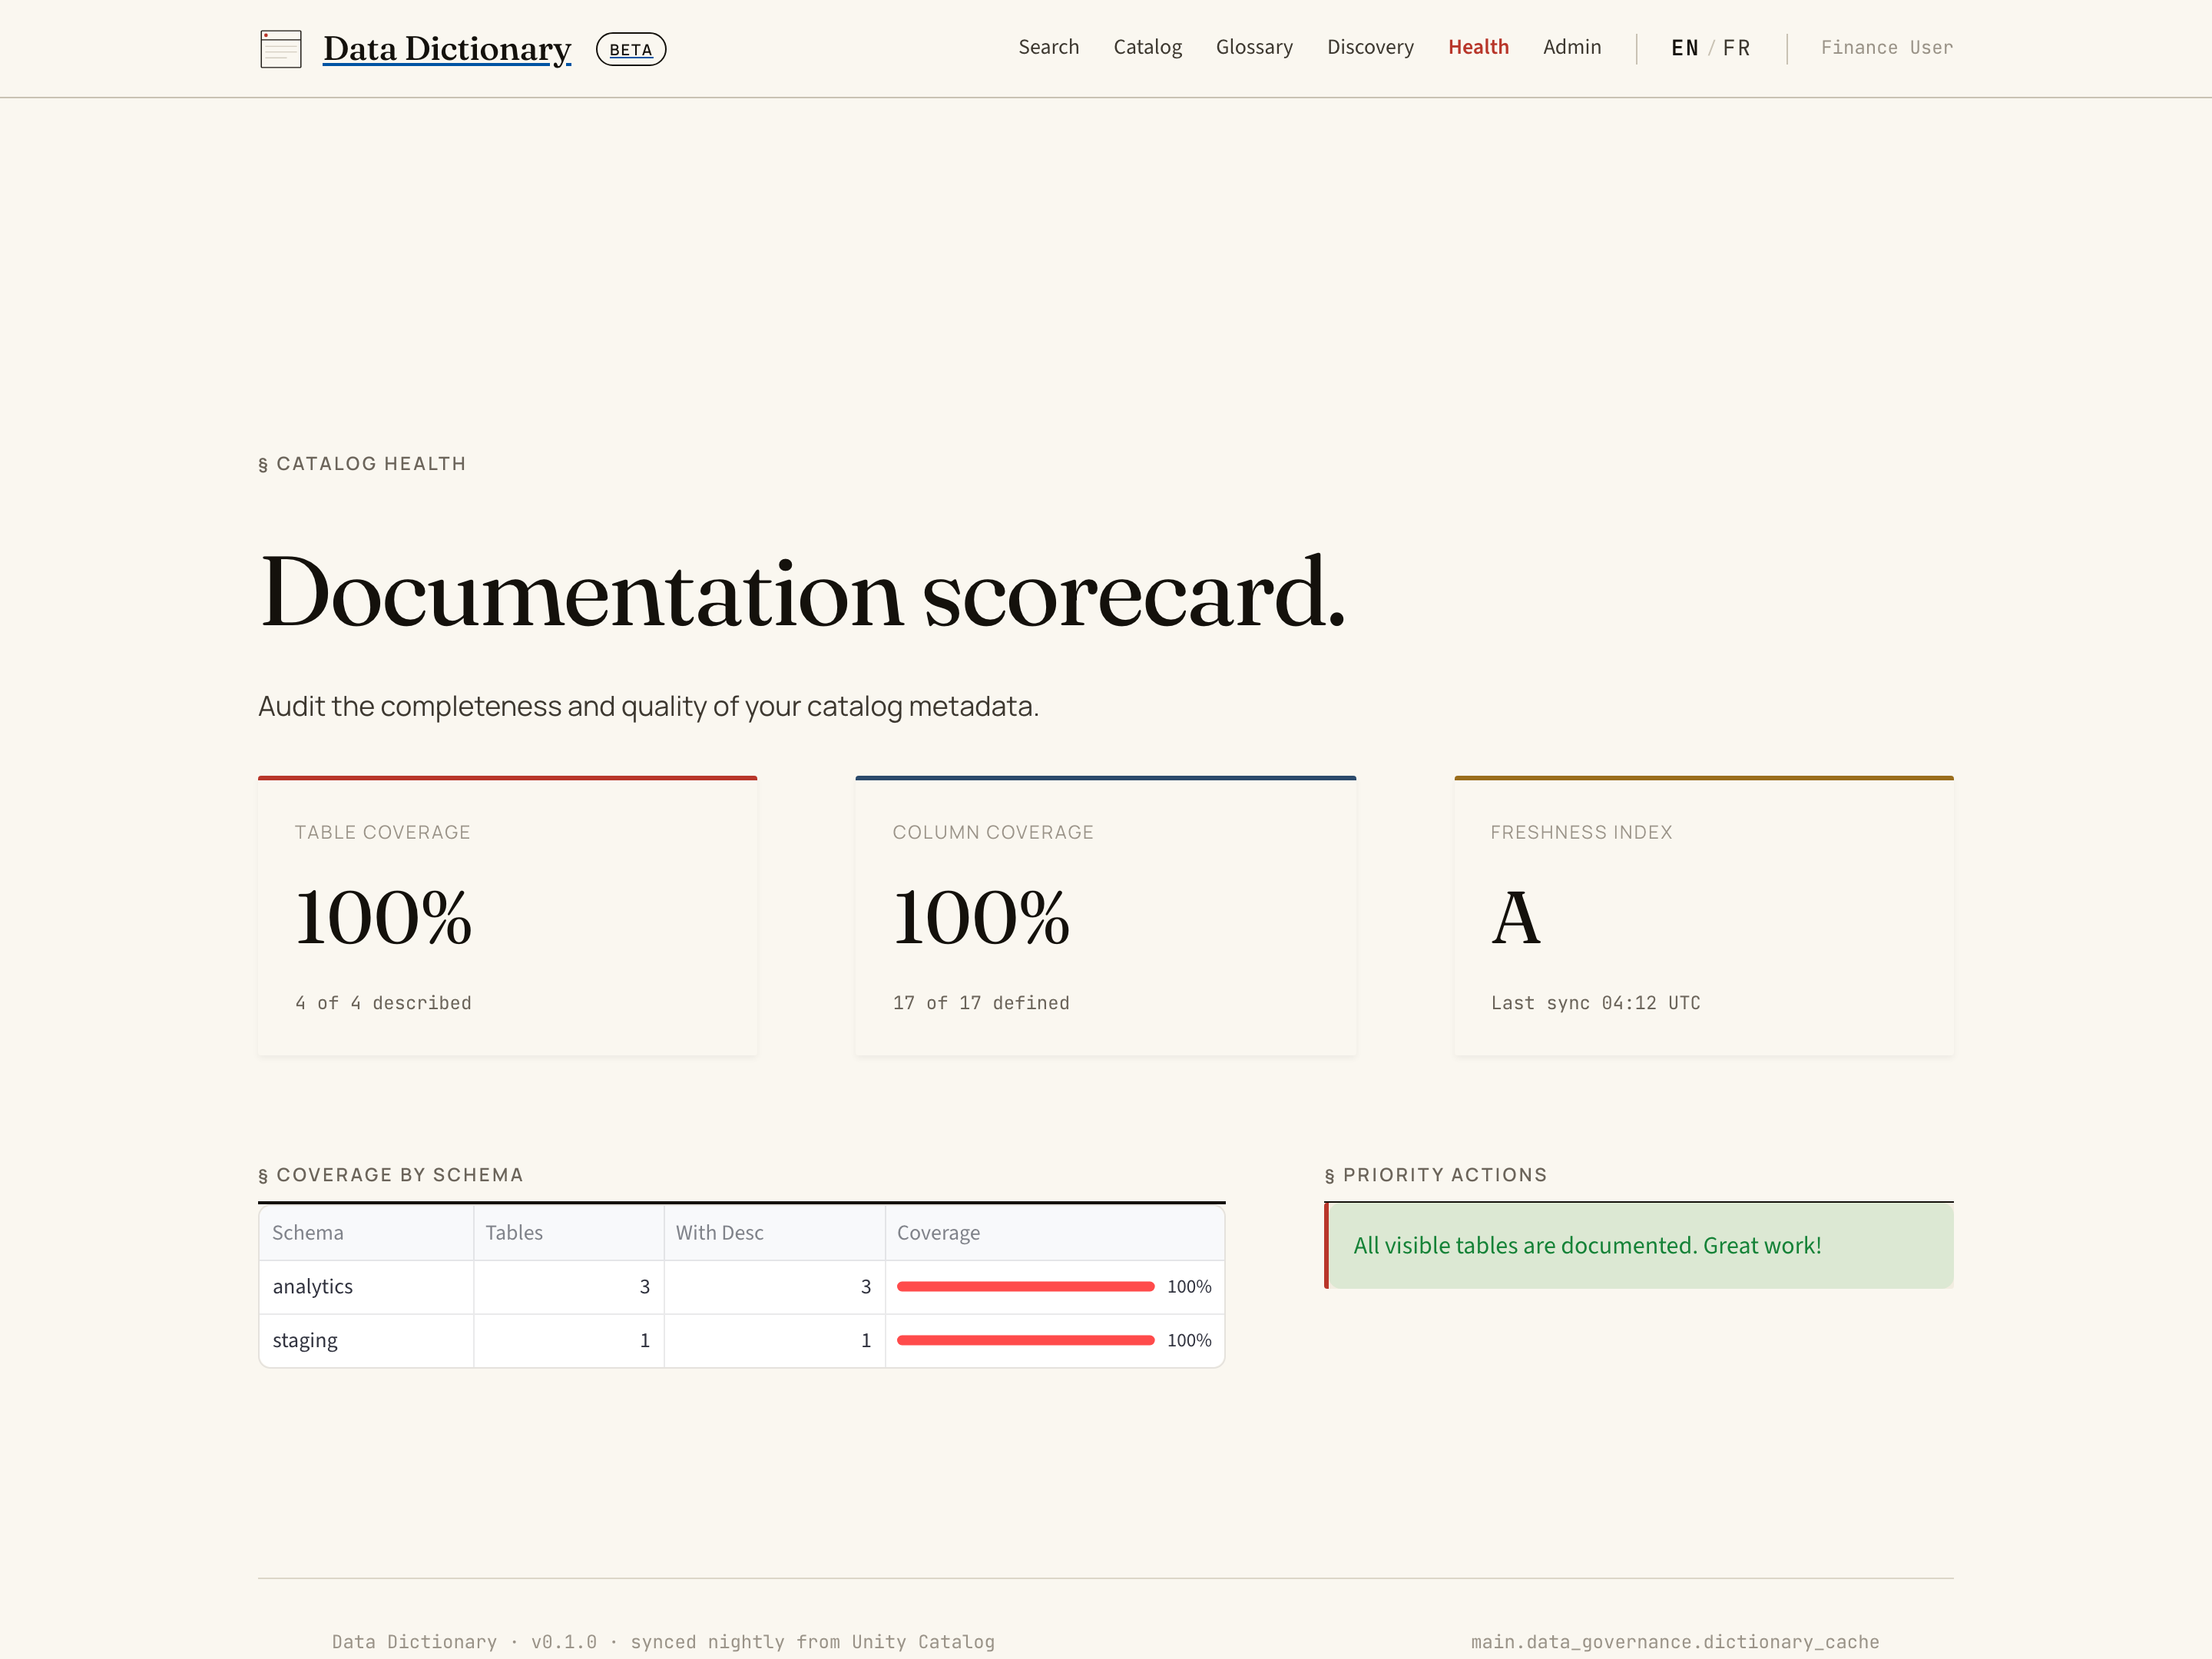 Data Dictionary BETA Search Catalog Glossary Discovery Health Admin EN / FR Finance User
§ CATALOG HEALTH
Documentation scorecard.
Audit the completeness and quality of your catalog metadata.
TABLE COVERAGE
100%
4 of 4 described
COLUMN COVERAGE
100%
17 of 17 defined
FRESHNESS INDEX
A
Last sync 04:12 UTC
§ COVERAGE BY SCHEMA
Schema Tables With Desc Coverage
analytics 3 3 100%
staging 1 1 100%
§ PRIORITY ACTIONS
All visible tables are documented. Great work!
Data Dictionary · v0.1.0 · synced nightly from Unity Catalog
main.data_governance.dictionary_cache